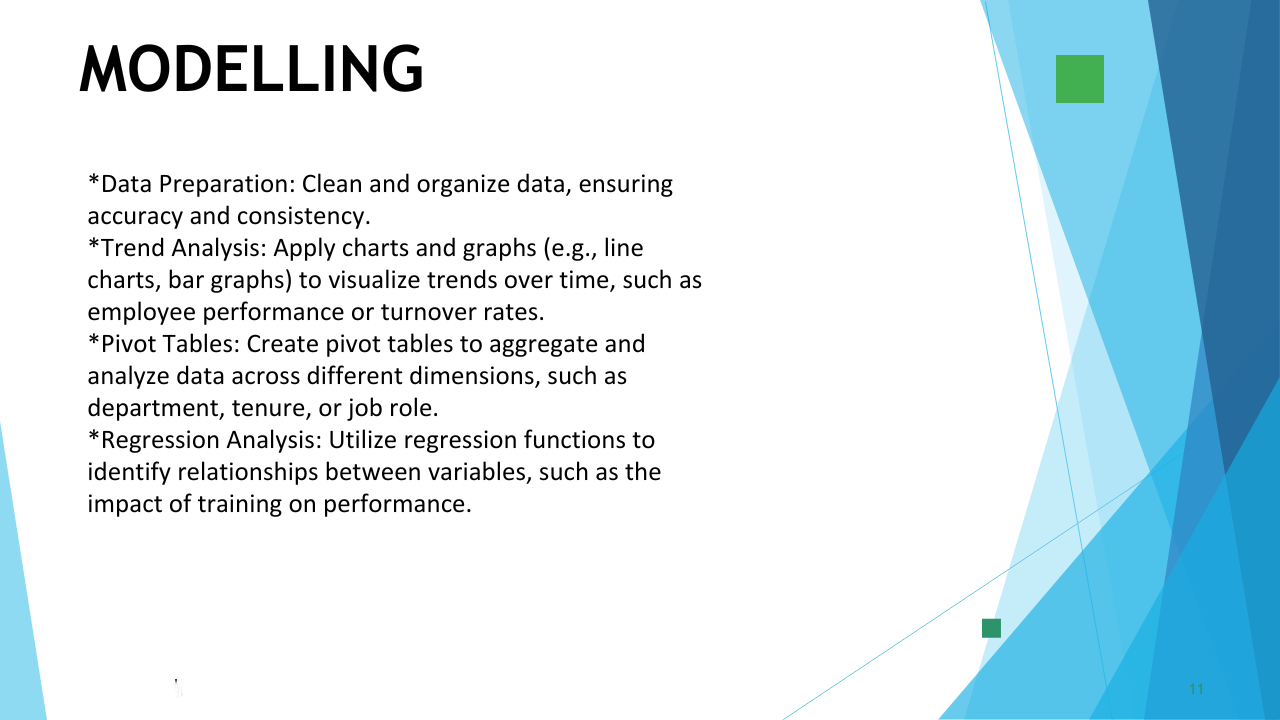 MODELLING
*Data Preparation: Clean and organize data, ensuring
accuracy and consistency.
*Trend Analysis: Apply charts and graphs (e.g., line
charts, bar graphs) to visualize trends over time, such as
employee performance or turnover rates.
*Pivot Tables: Create pivot tables to aggregate and
analyze data across different dimensions, such as
department, tenure, or job role.
*Regression Analysis: Utilize regression functions to
identify relationships between variables, such as the
impact of training on performance.
11